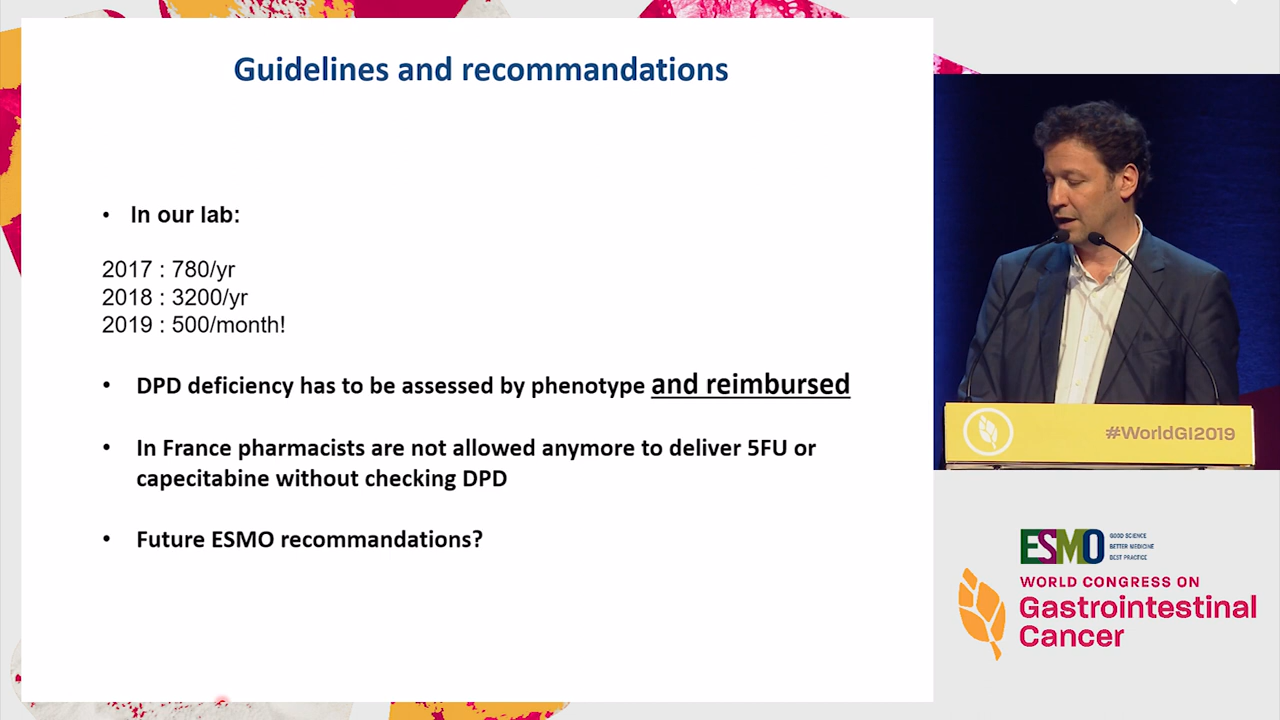 Guidelines and recommandations
• In our lab:
2017 : 780/yr
2018 : 3200/yr
2019 : 500/month!
• DPD deficiency has to be assessed by phenotype and reimbursed
• In France pharmacists are not allowed anymore to deliver 5FU or
capecitabine without checking DPD
• Future ESMO recommandations?
#WorldGI2019
ESMO
GOOD SCIENCE
BETTER MEDICINE
BEST PRACTICE
WORLD CONGRESS ON
Gastrointestinal
Cancer